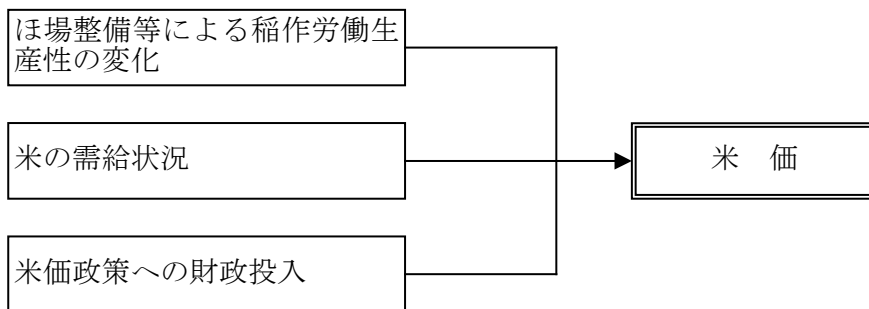 ほ場整備等による稲作労働生
産性の変化
米の需給状況
米　価
米価政策への財政投入